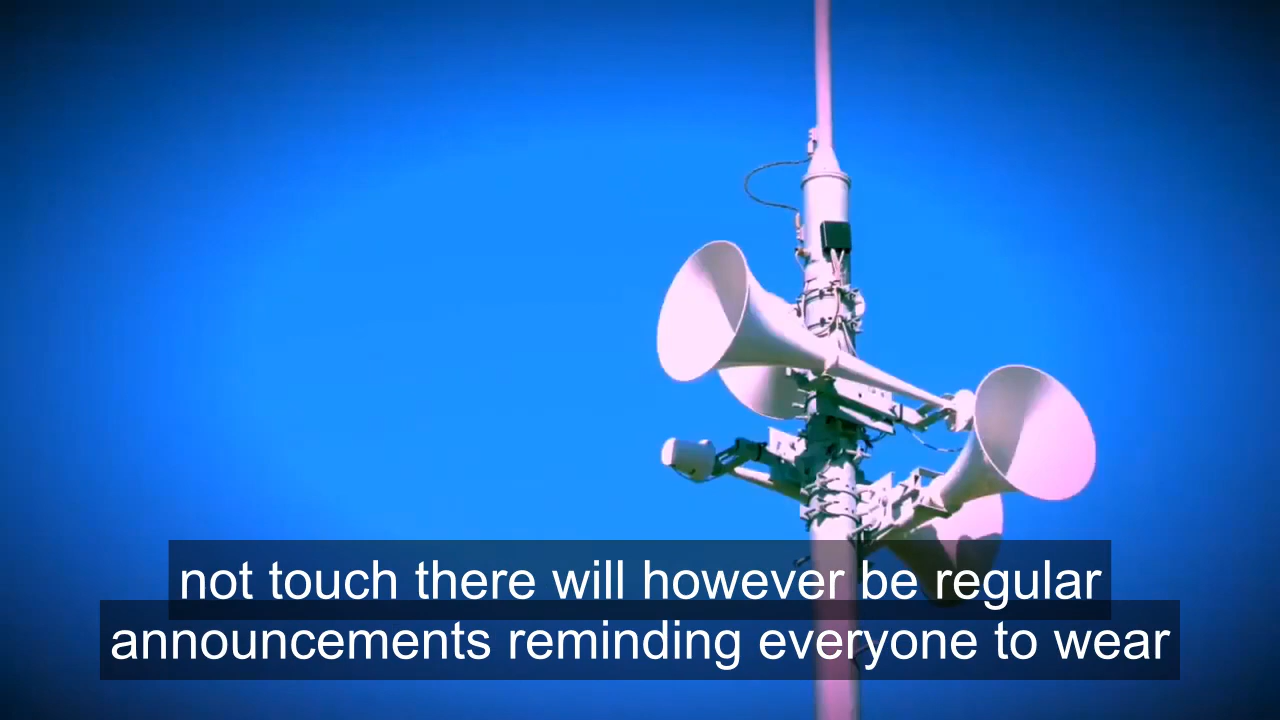 not touch there will however be regular
announcements reminding everyone to wear